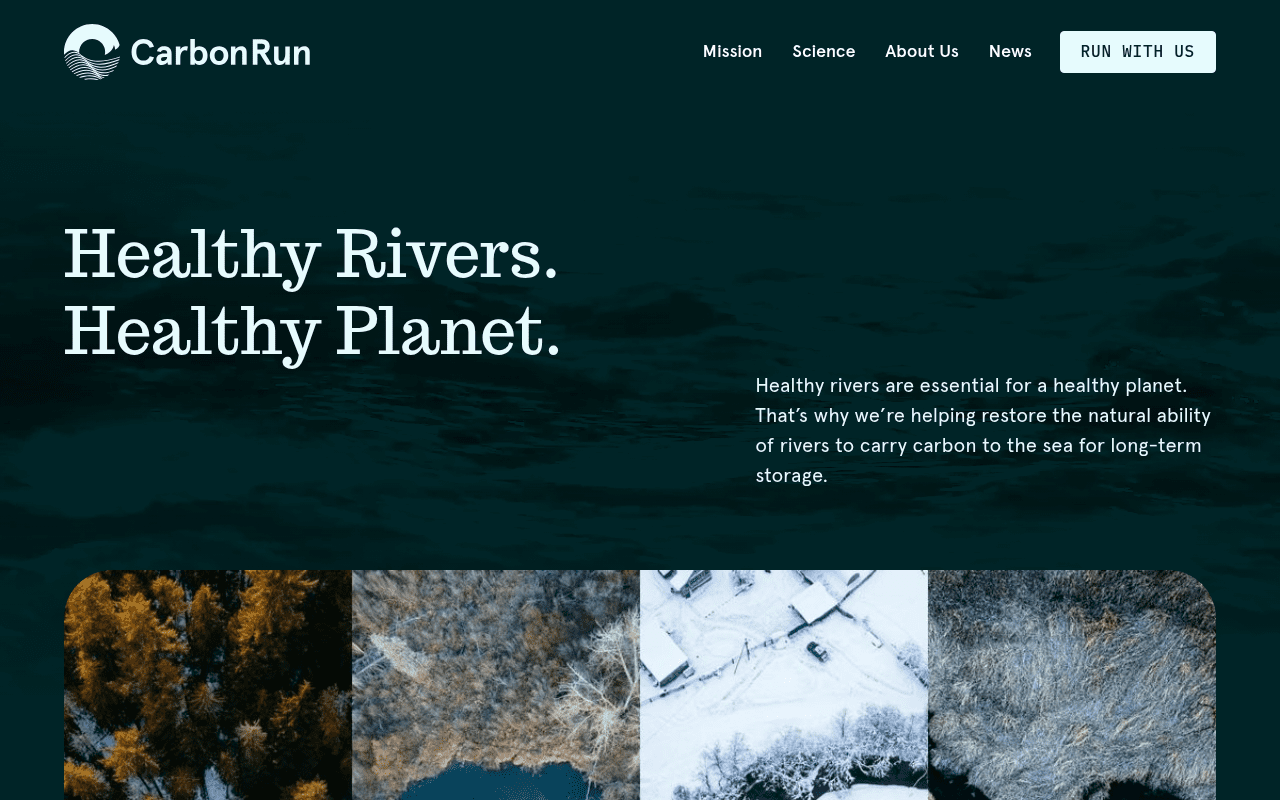 CarbonRun
Mission
Science
About Us
News
RUN WITH US
Healthy Rivers.
Healthy Planet.
Healthy rivers are essential for a healthy planet.
That’s why we’re helping restore the natural ability
of rivers to carry carbon to the sea for long-term
storage.